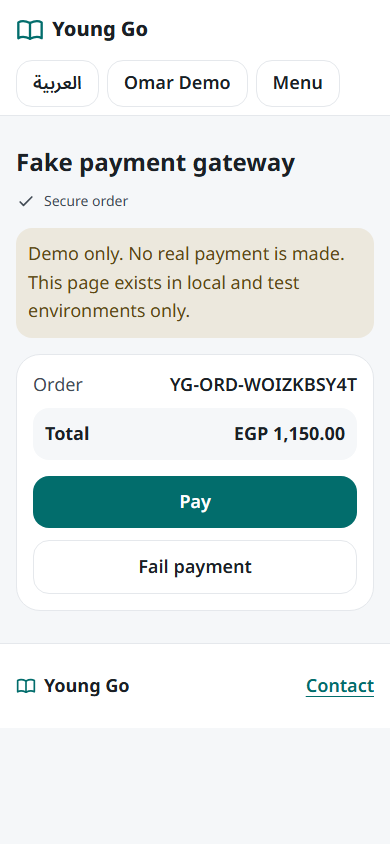 Young Go
العربية
Omar Demo
Menu
Fake payment gateway
Secure order
Demo only. No real payment is made.
This page exists in local and test
environments only.
Order YG-ORD-WOIZKBSY4T
Total EGP 1,150.00
Pay
Fail payment
Young Go
Contact